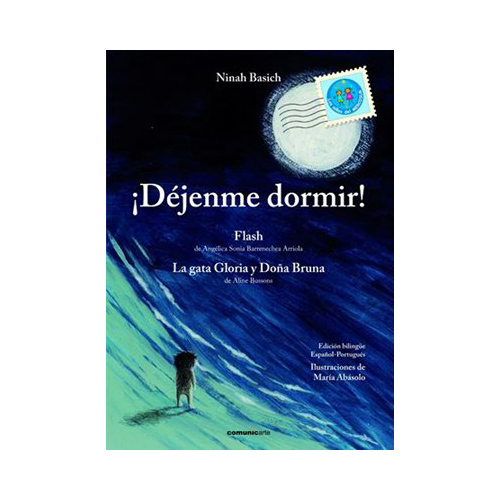 Ninah Basich
¡Déjenme dormir!
Flash
de Angélica Sonia Barrenechea Arriola
La gata Gloria y Doña Bruna
de Aline Bussons
Edición bilingüe
Español-Portugués
Ilustraciones de
María Abásolo
comunicarte